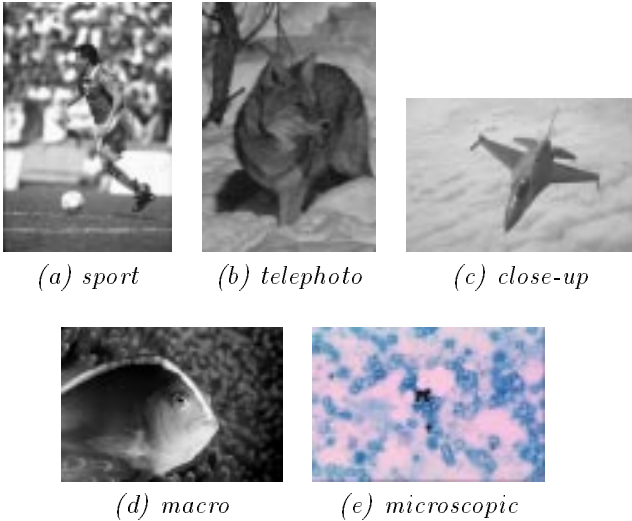 (a) sport
(b) telephoto
(c) close-up
(d) macro
(e) microscopic